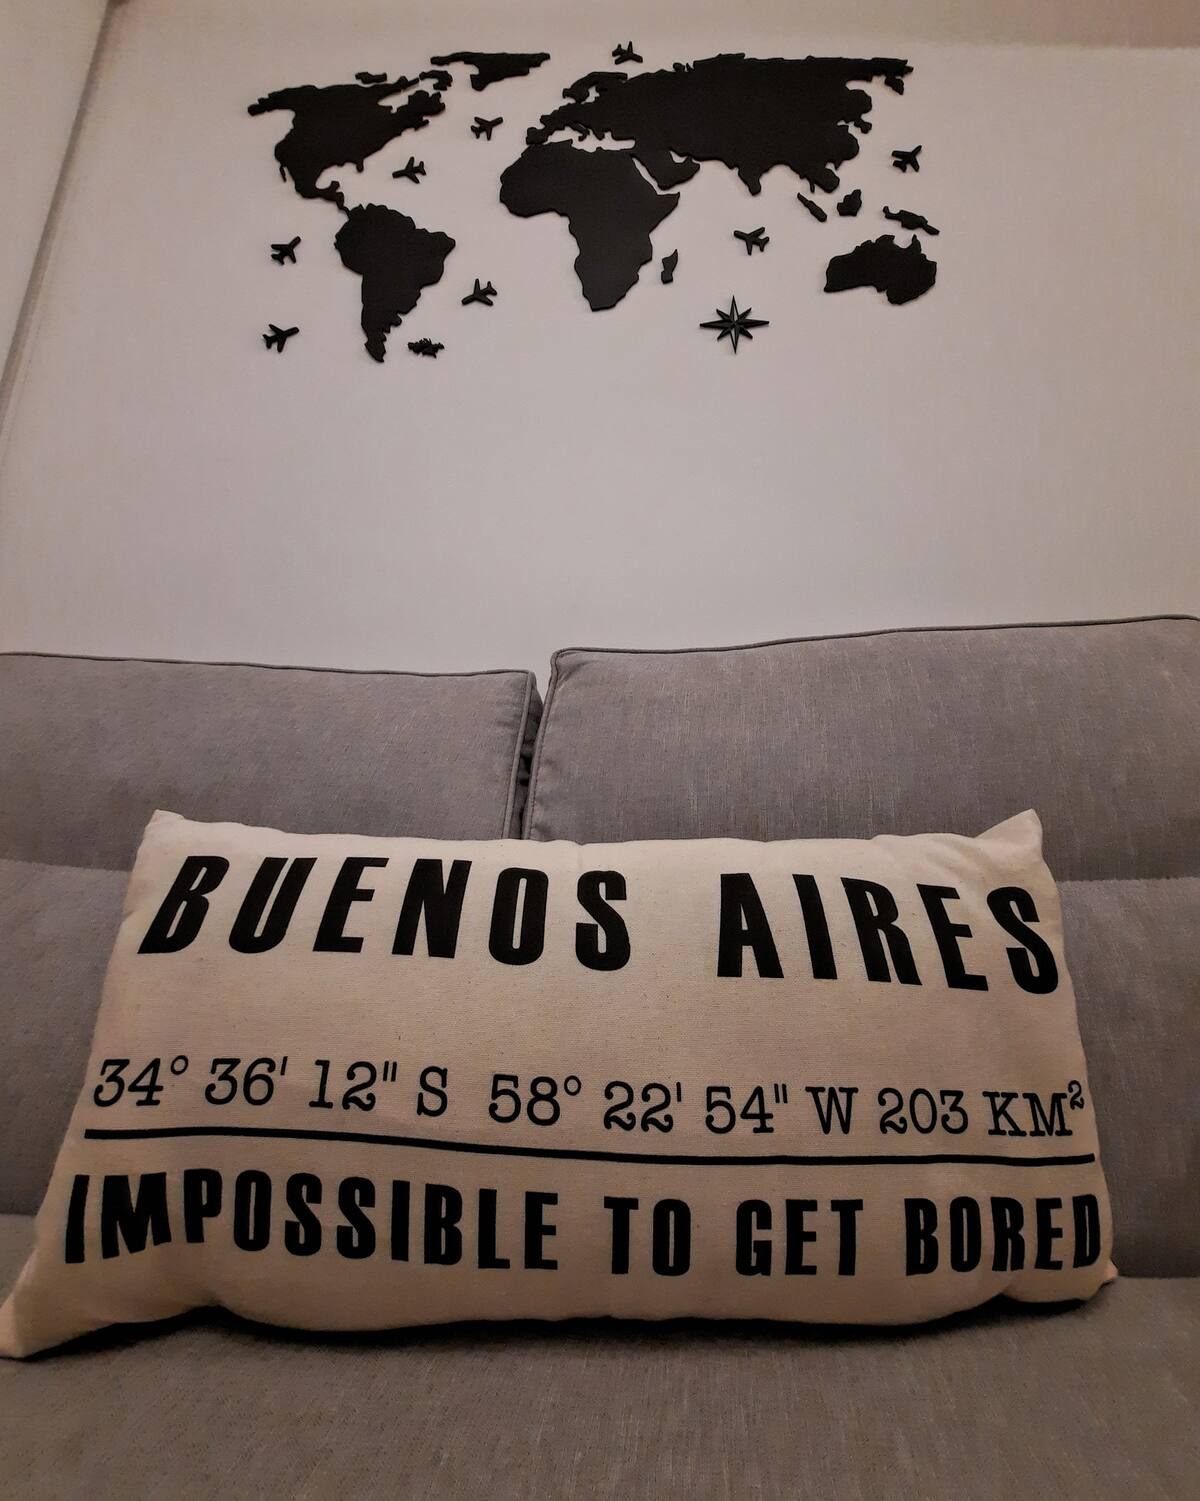 BUENOS AIRES
34° 36' 12" S 58° 22' 54" W 203 KM²
IMPOSSIBLE TO GET BORED